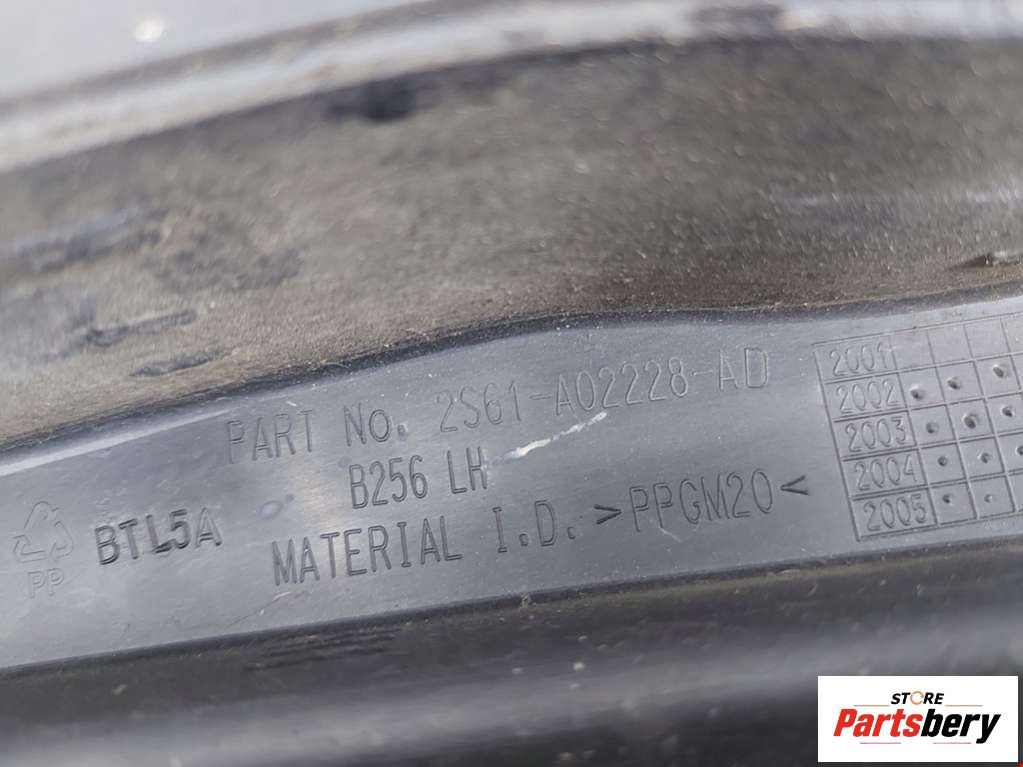 PART No. 2S61-A02228-AD
B256 LH
MATERIAL I.D. >PPGM20<
BTL5A
PP
2001
2002
2003
2004
2005
STORE
Partsbery